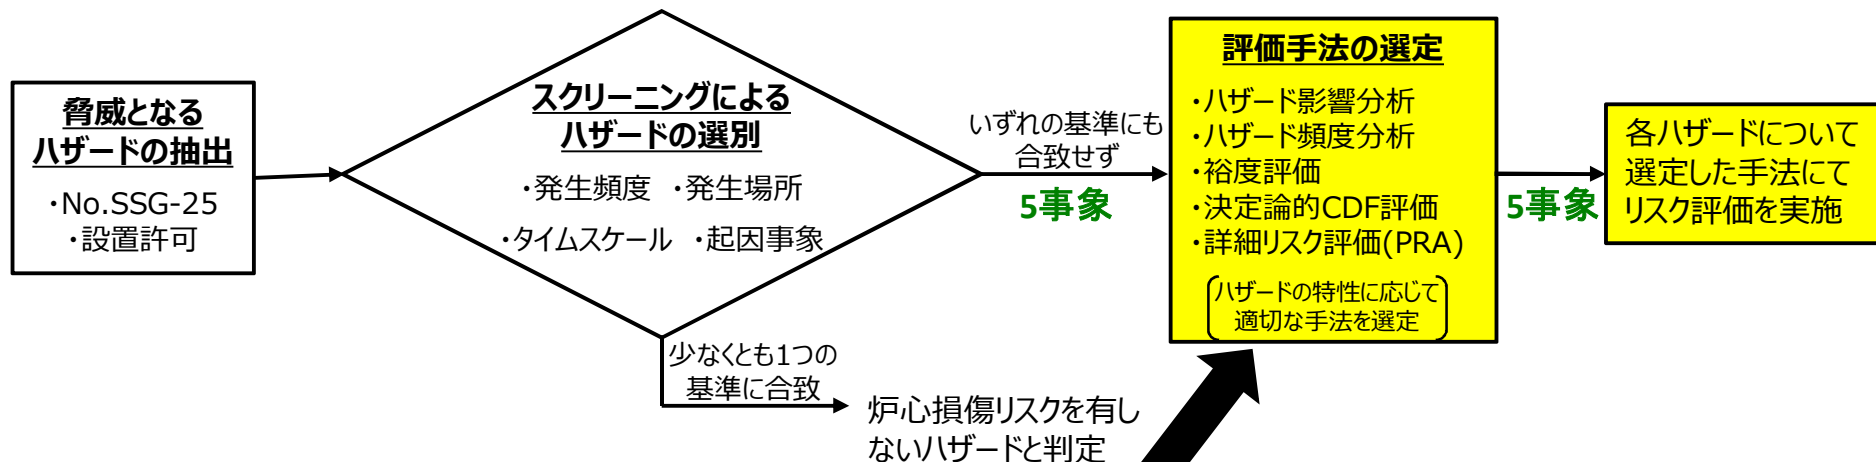 脅威となる
ハザードの抽出
・No.SSG-25
・設置許可
スクリーニングによる
ハザードの選別
・発生頻度 ・発生場所
・タイムスケール ・起因事象
いずれの基準にも
合致せず
5事象
少なくとも1つの
基準に合致
炉心損傷リスクを有し
ないハザードと判定
評価手法の選定
・ハザード影響分析
・ハザード頻度分析
・裕度評価
・決定論的CDF評価
・詳細リスク評価(PRA)
ハザードの特性に応じて
適切な手法を選定
5事象
各ハザードについて
選定した手法にて
リスク評価を実施